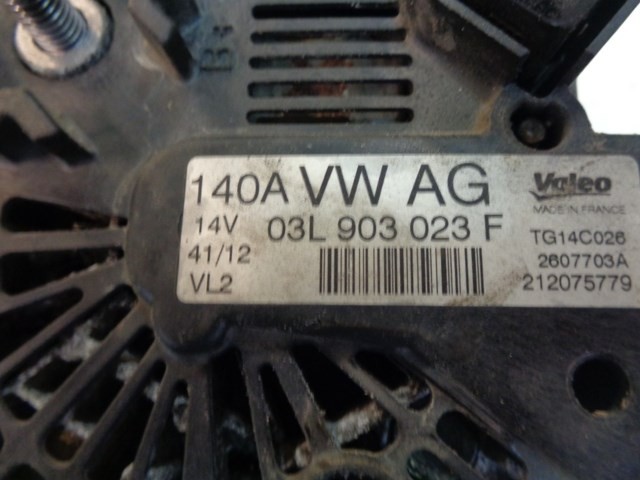 B+
140A VW AG Valeo
MADE IN FRANCE
14V 03L 903 023 F TG14C026
41/12 2607703A
VL2 212075779